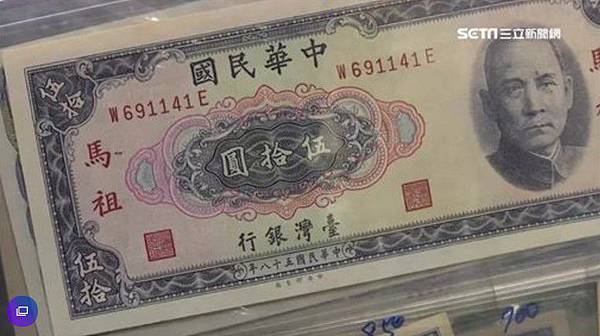 SETN三立新聞網
中華民國
伍拾
W691141E
W691141E
馬祖
伍拾圓
馬
臺灣銀行
伍拾
中華民國五十八年